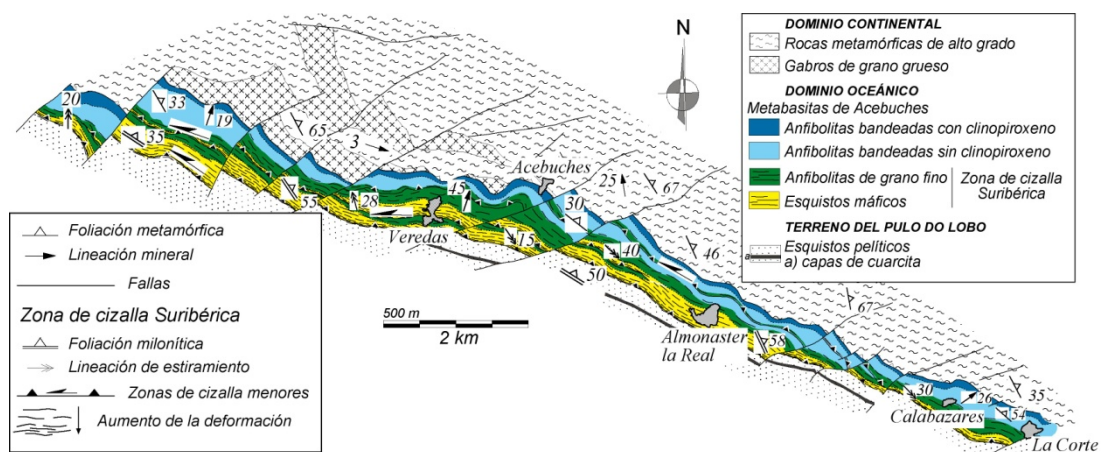 N
DOMINIO CONTINENTAL
Rocas metamórficas de alto grado
Gabros de grano grueso
DOMINIO OCEÁNICO
Metabasitas de Acebuches
Anfibolitas bandeadas con clinopiroxeno
Anfibolitas bandeadas sin clinopiroxeno
Anfibolitas de grano fino
Esquistos máficos
Zona de cizalla
Suribérica
TERRENO DEL PULO DO LOBO
Esquistos pelíticos
a) capas de cuarcita
a
20
33
19
35
65
3
55
28
45
Acebuches
30
25
67
Veredas
15
40
46
50
67
500 m
2 km
Almonaster
la Real
58
30
26
35
54
Calabazares
La Corte
Foliación metamórfica
Lineación mineral
Fallas
Zona de cizalla Suribérica
Foliación milonítica
Lineación de estiramiento
Zonas de cizalla menores
Aumento de la deformación